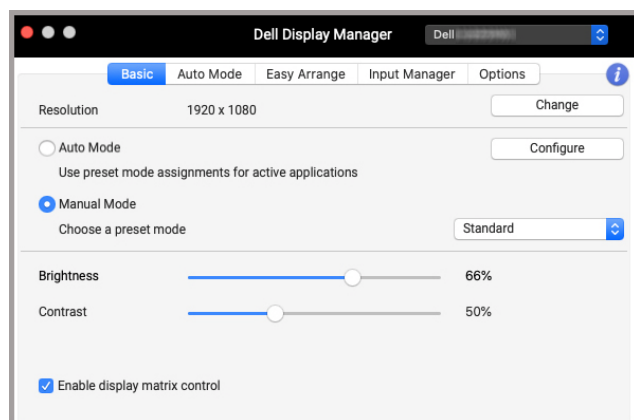 Dell Display Manager Dell
Basic Auto Mode Easy Arrange Input Manager Options i
Resolution 1920 x 1080 Change
Auto Mode Configure
Use preset mode assignments for active applications
Manual Mode
Choose a preset mode Standard
Brightness 66%
Contrast 50%
Enable display matrix control